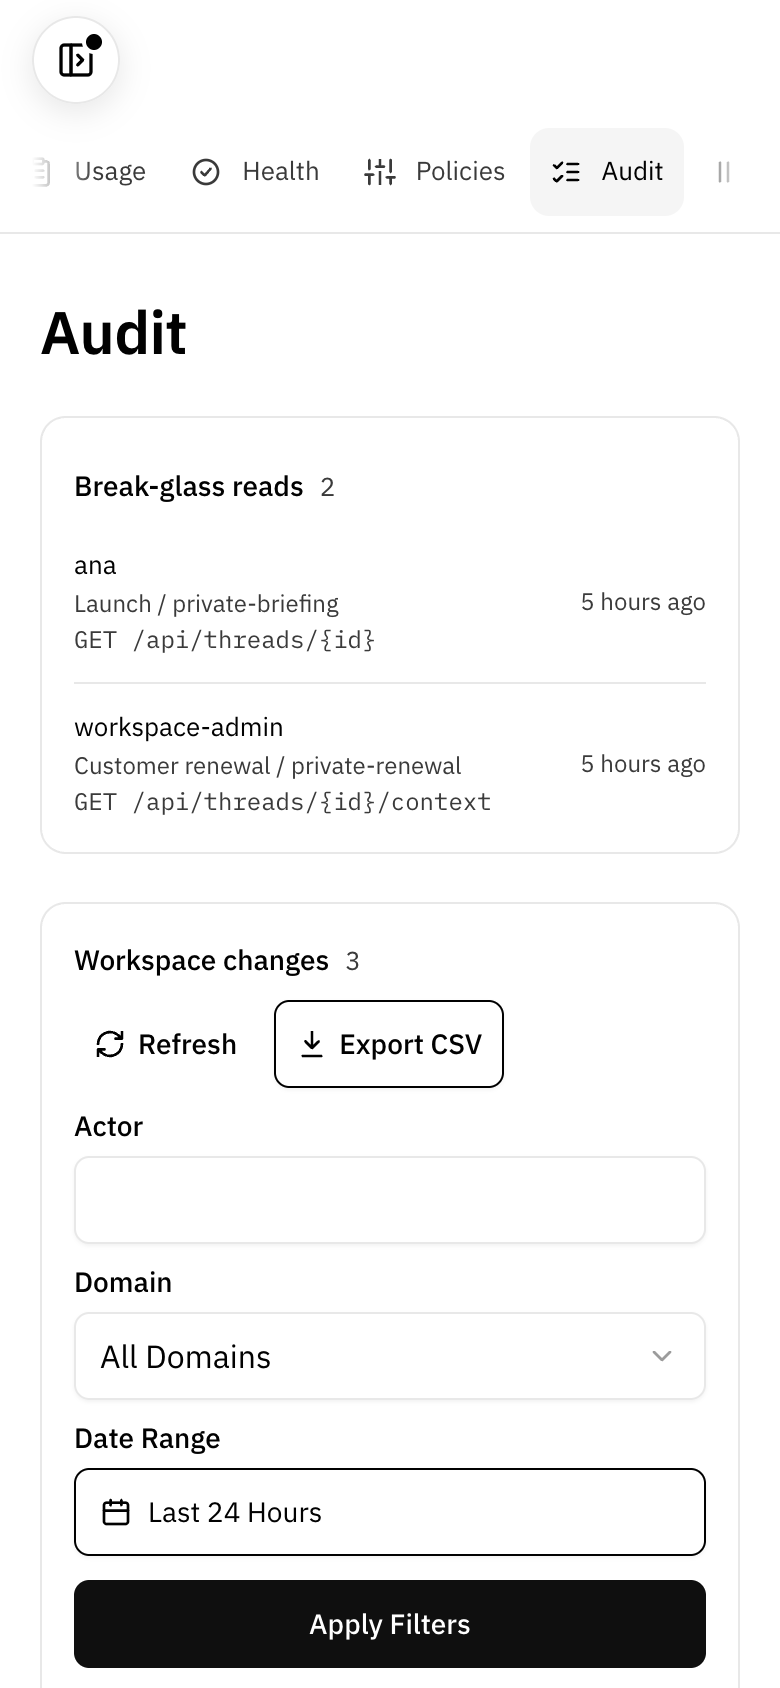 Usage
Health
Policies
Audit
Audit
Break-glass reads 2
ana
Launch / private-briefing
5 hours ago
GET /api/threads/{id}
workspace-admin
Customer renewal / private-renewal
5 hours ago
GET /api/threads/{id}/context
Workspace changes 3
Refresh
Export CSV
Actor
Domain
All Domains
Date Range
Last 24 Hours
Apply Filters